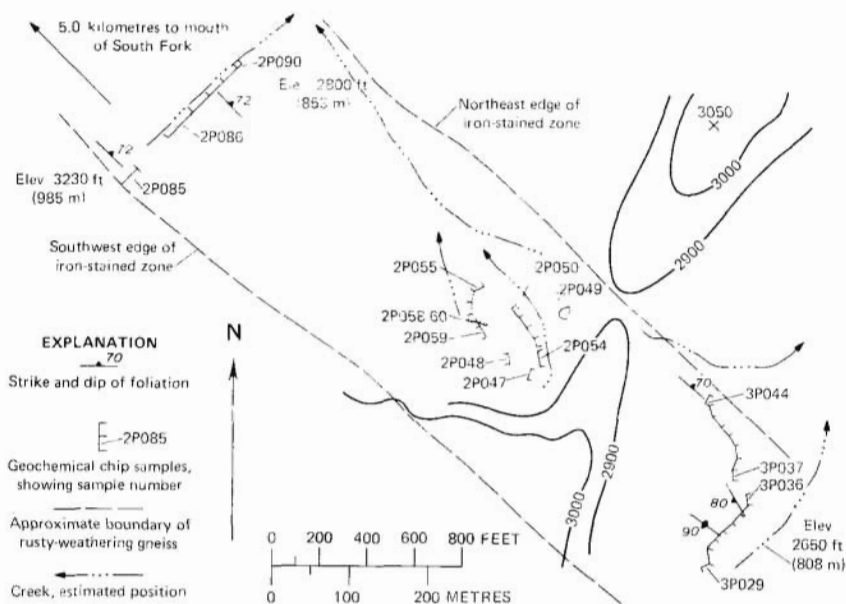 5.0 kilometres to mouth
of South Fork
2P090
Ele 2800 ft
(853 m)
72
2P086
Northeast edge of
iron-stained zone
3050
3000
2900
72
2P085
Elev 3230 ft
(985 m)
Southwest edge of
iron-stained zone
2P055
2P050
2P049
2P058 60
2P059
2P054
2P048
2P047
EXPLANATION
70
Strike and dip of foliation
2P085
Geochemical chip samples,
showing sample number
Approximate boundary of
rusty-weathering gneiss
Creek, estimated position
N
70
3P044
3P037
3P036
80
90
3P029
Elev
2650 ft
(808 m)
2900
3000
0 200 400 600 800 FEET
0 100 200 METRES